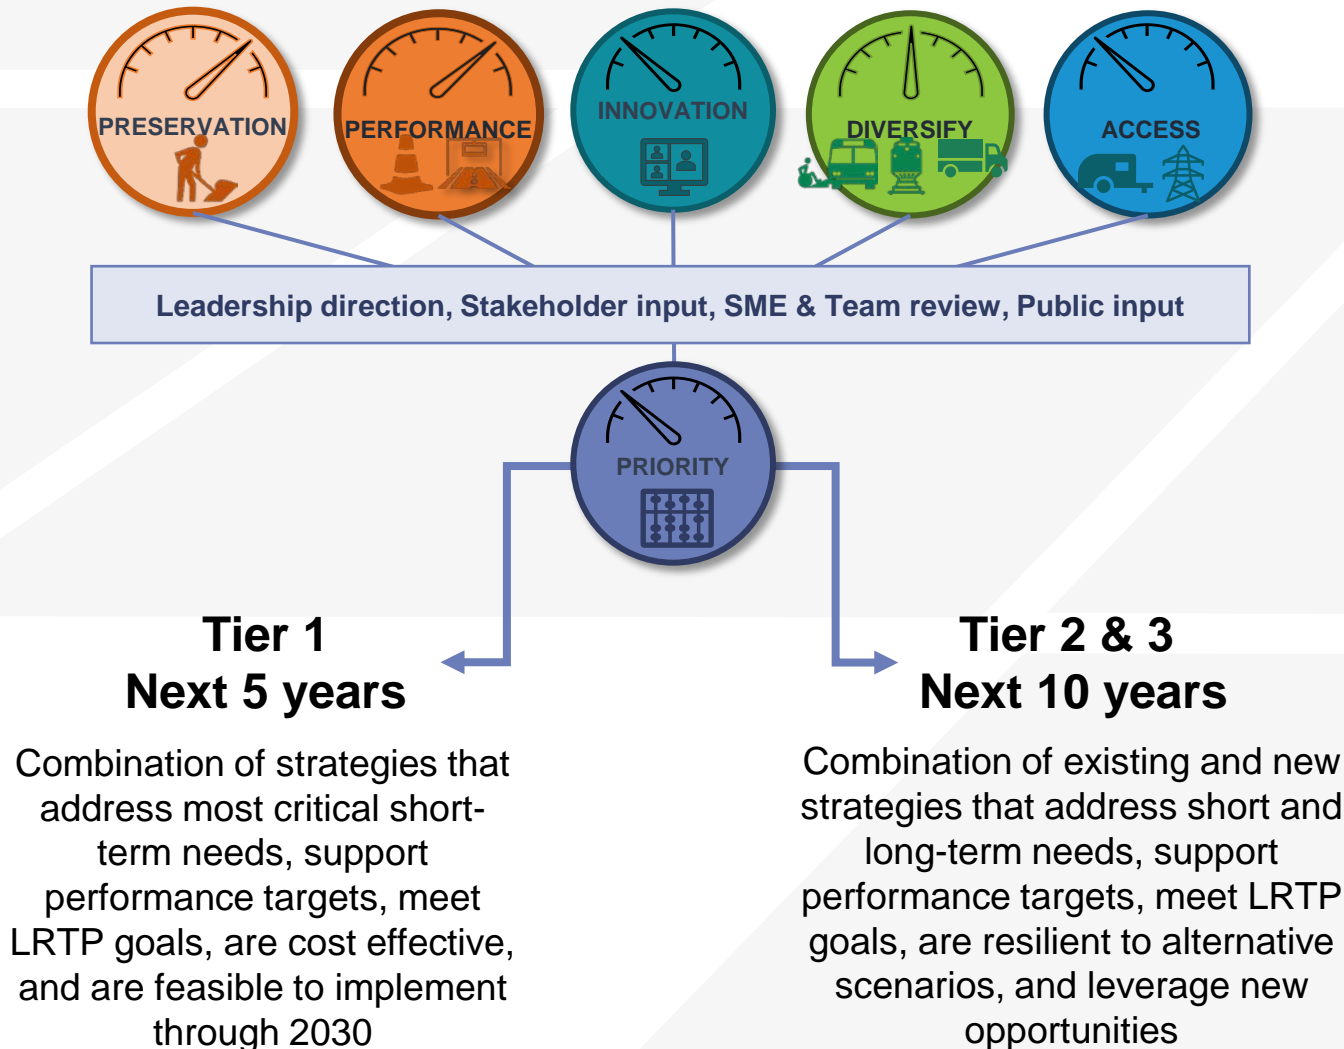 PRESERVATION
PERFORMANCE
INNOVATION
DIVERSIFY
ACCESS
Leadership direction, Stakeholder input, SME & Team review, Public input
PRIORITY
Tier 1
Next 5 years
Combination of strategies that
address most critical short-
term needs, support
performance targets, meet
LRTP goals, are cost effective,
and are feasible to implement
through 2030
Tier 2 & 3
Next 10 years
Combination of existing and new
strategies that address short and
long-term needs, support
performance targets, meet LRTP
goals, are resilient to alternative
scenarios, and leverage new
opportunities